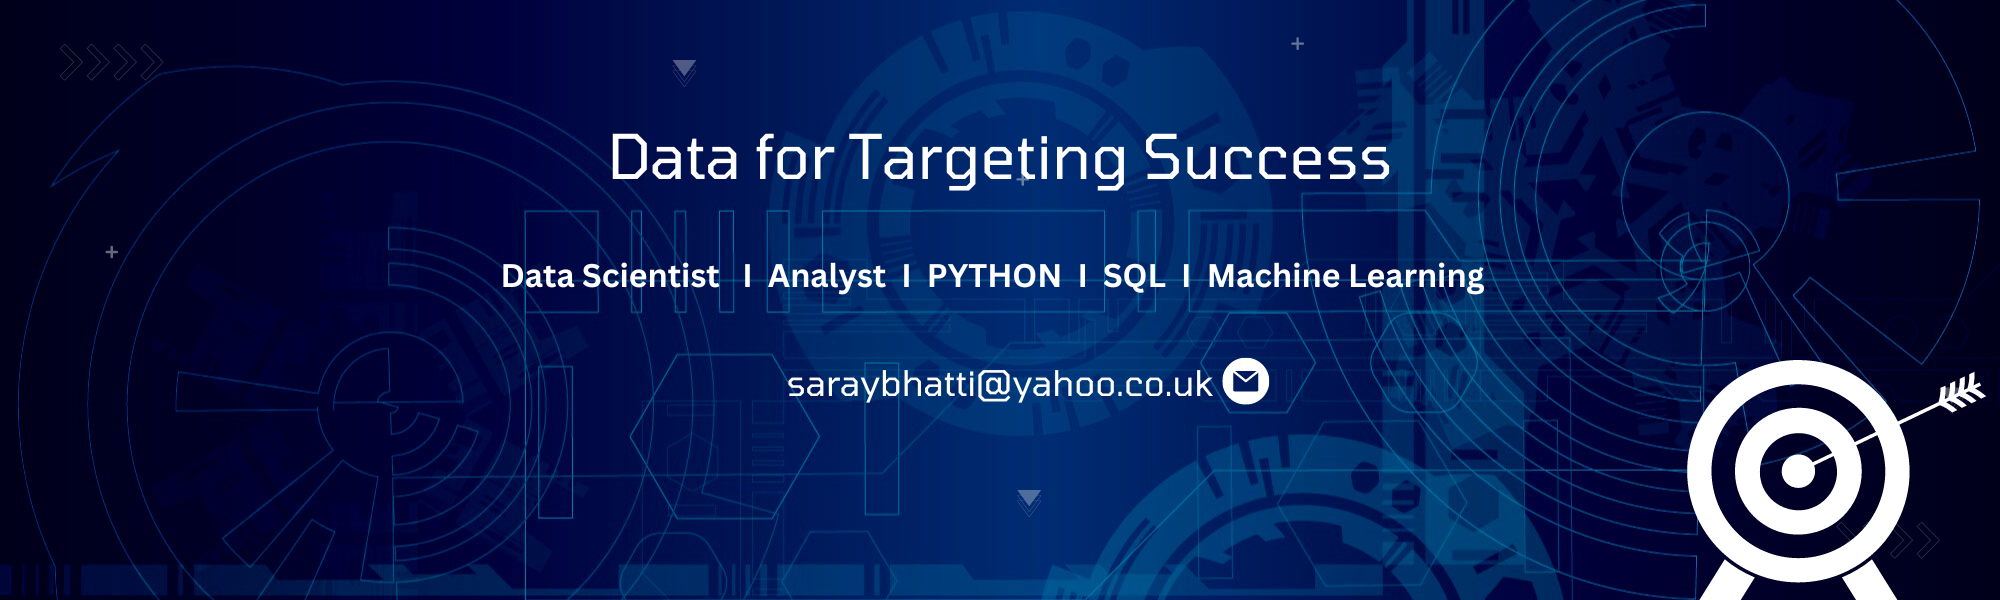 Data for Targeting Success
Data Scientist I Analyst I PYTHON I SQL I Machine Learning
saraybhatti@yahoo.co.uk